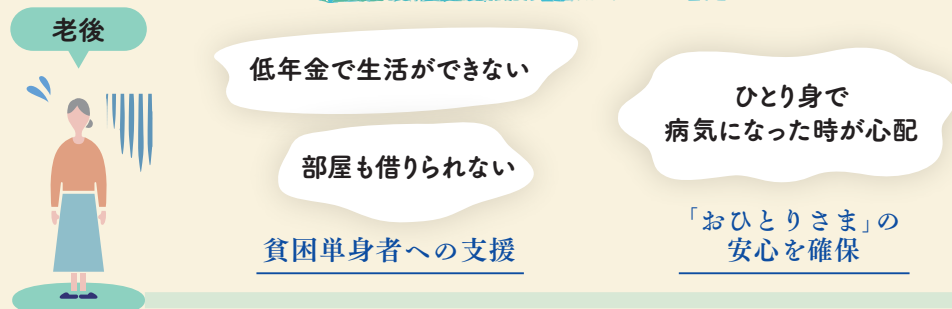 老後
低年金で生活ができない
部屋も借りられない
貧困単身者への支援
ひとり身で
病気になった時が心配
「おひとりさま」の
安心を確保